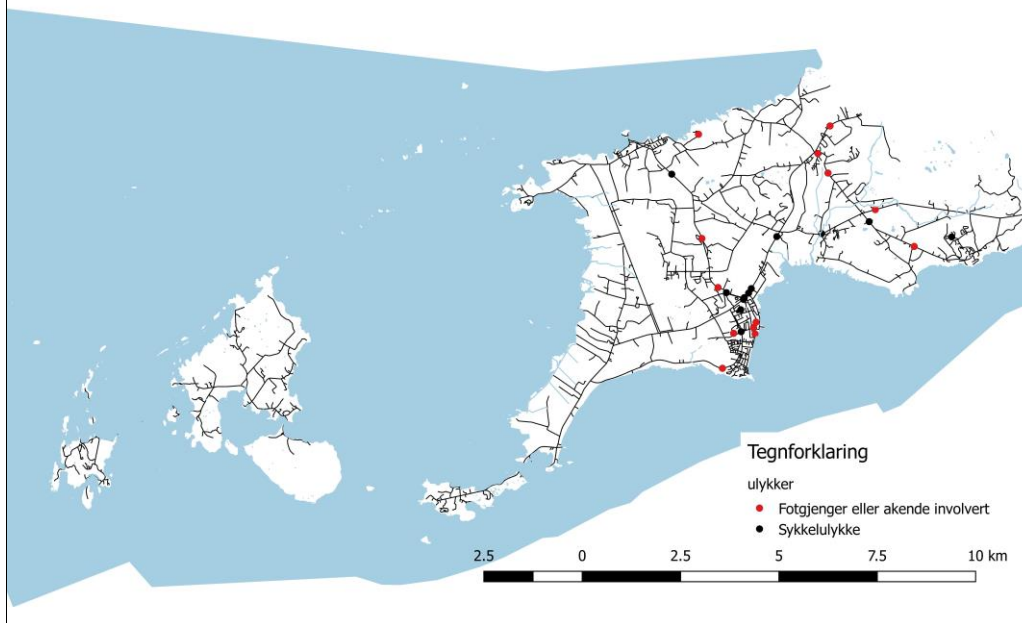 Tegnforklaring
ulykker
Fotgjenger eller akende involvert
Sykkelulykke
2.5 0 2.5 5 7.5 10 km